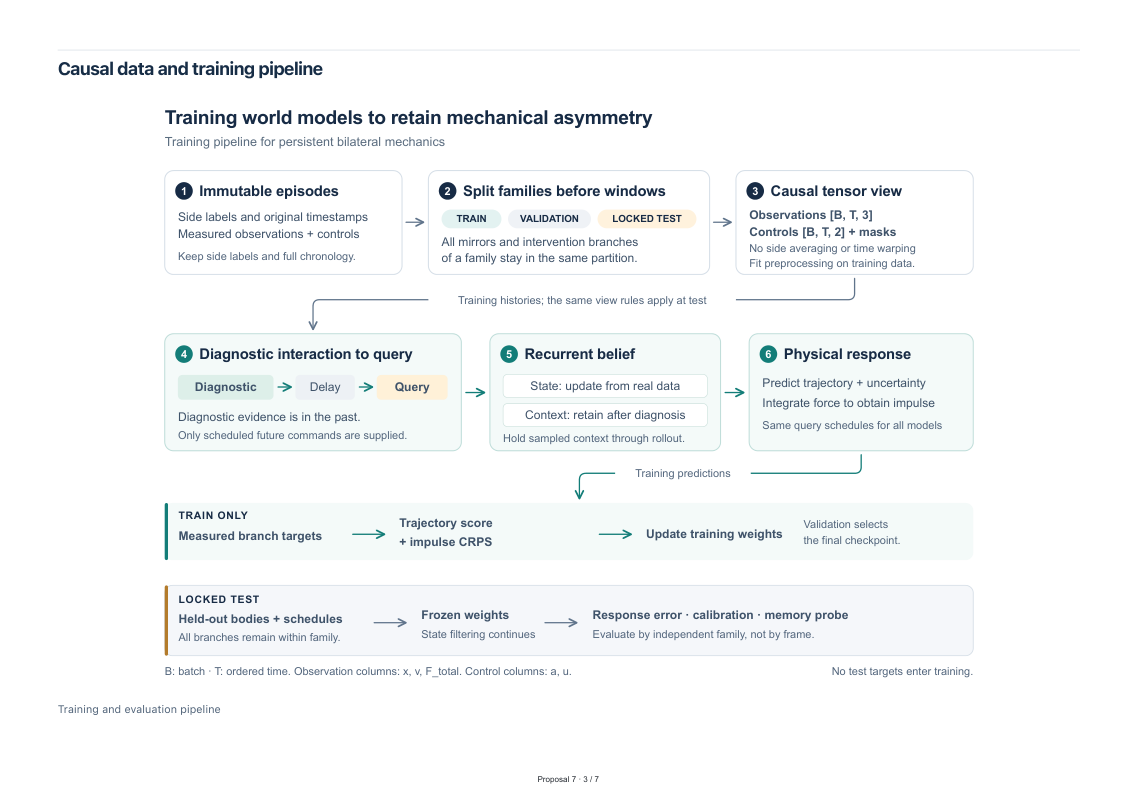 Causal data and training pipeline
Training world models to retain mechanical asymmetry
Training pipeline for persistent bilateral mechanics
1 Immutable episodes
Side labels and original timestamps
Measured observations + controls
Keep side labels and full chronology.
2 Split families before windows
TRAIN VALIDATION LOCKED TEST
All mirrors and intervention branches
of a family stay in the same partition.
3 Causal tensor view
Observations [B, T, 3]
Controls [B, T, 2] + masks
No side averaging or time warping
Fit preprocessing on training data.
Training histories; the same view rules apply at test
4 Diagnostic interaction to query
Diagnostic Delay Query
Diagnostic evidence is in the past.
Only scheduled future commands are supplied.
5 Recurrent belief
State: update from real data
Context: retain after diagnosis
Hold sampled context through rollout.
6 Physical response
Predict trajectory + uncertainty
Integrate force to obtain impulse
Same query schedules for all models
Training predictions
TRAIN ONLY
Measured branch targets
Trajectory score
+ impulse CRPS
Update training weights
Validation selects
the final checkpoint.
LOCKED TEST
Held-out bodies + schedules
All branches remain within family.
Frozen weights
State filtering continues
Response error · calibration · memory probe
Evaluate by independent family, not by frame.
B: batch · T: ordered time. Observation columns: x, v, F_total. Control columns: a, u.
No test targets enter training.
Training and evaluation pipeline
Proposal 7 · 3 / 7